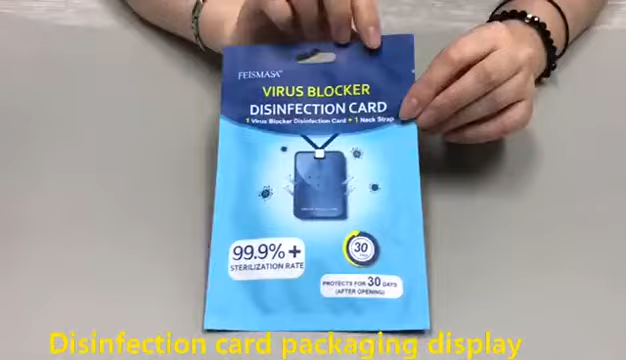 FEISMASA
VIRUS BLOCKER
DISINFECTION CARD
1 Virus Blocker Disinfection Card + 1 Neck Strap
99.9%+
STERILIZATION RATE
30
PROTECTS FOR 30 DAYS
(AFTER OPENING)
Disinfection card packaging display